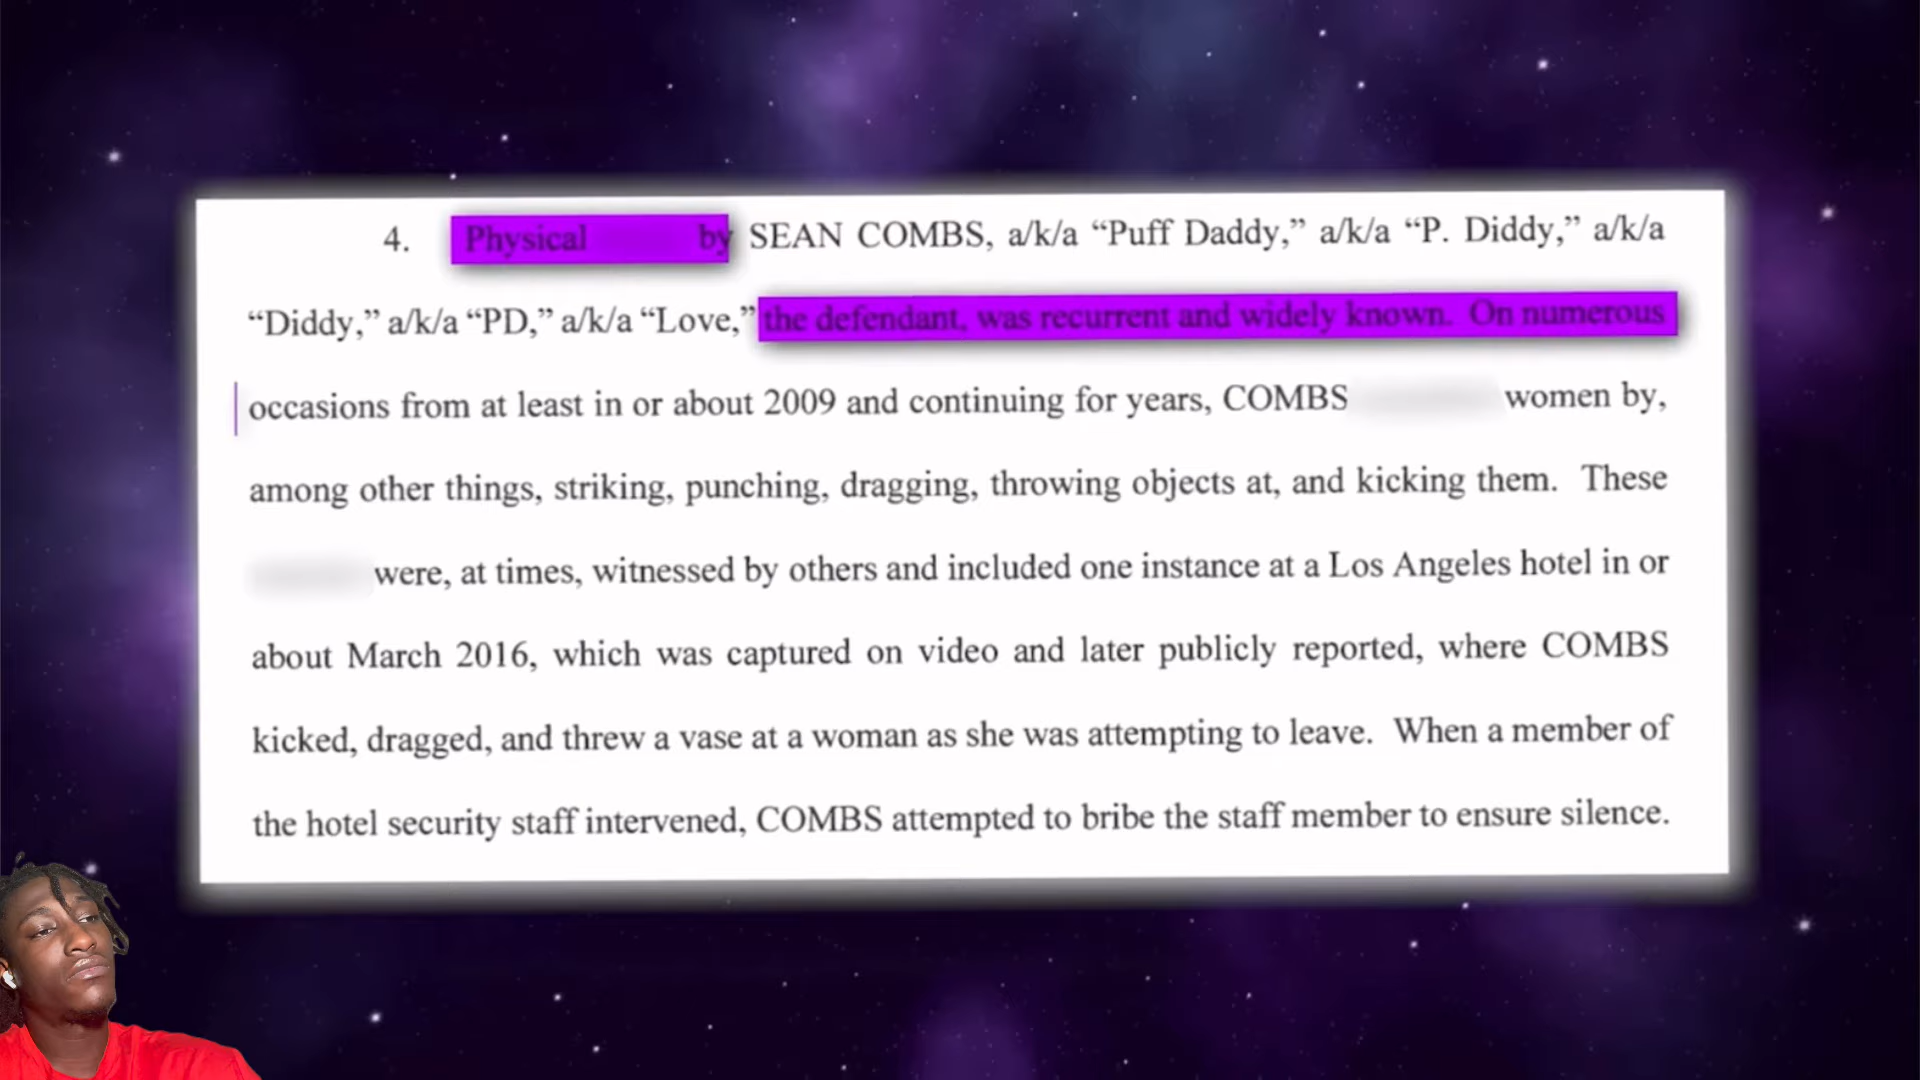 4. Physical by SEAN COMBS, a/k/a “Puff Daddy,” a/k/a “P. Diddy,” a/k/a
“Diddy,” a/k/a “PD,” a/k/a “Love,” the defendant, was recurrent and widely known. On numerous
occasions from at least in or about 2009 and continuing for years, COMBS women by,
among other things, striking, punching, dragging, throwing objects at, and kicking them. These
were, at times, witnessed by others and included one instance at a Los Angeles hotel in or
about March 2016, which was captured on video and later publicly reported, where COMBS
kicked, dragged, and threw a vase at a woman as she was attempting to leave. When a member of
the hotel security staff intervened, COMBS attempted to bribe the staff member to ensure silence.